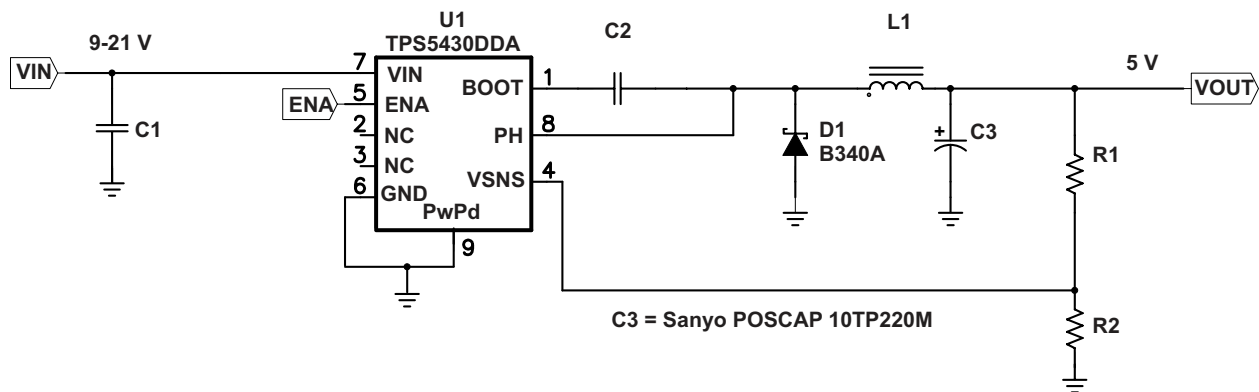 U1
TPS5430DDA
C2
L1
9-21 V
5 V
VIN
7
VIN
BOOT
1
VOUT
ENA
5
ENA
C1
2
NC
PH
8
D1
B340A
+
C3
R1
3
NC
VSNS
4
6
GND
PwPd
9
C3 = Sanyo POSCAP 10TP220M
R2